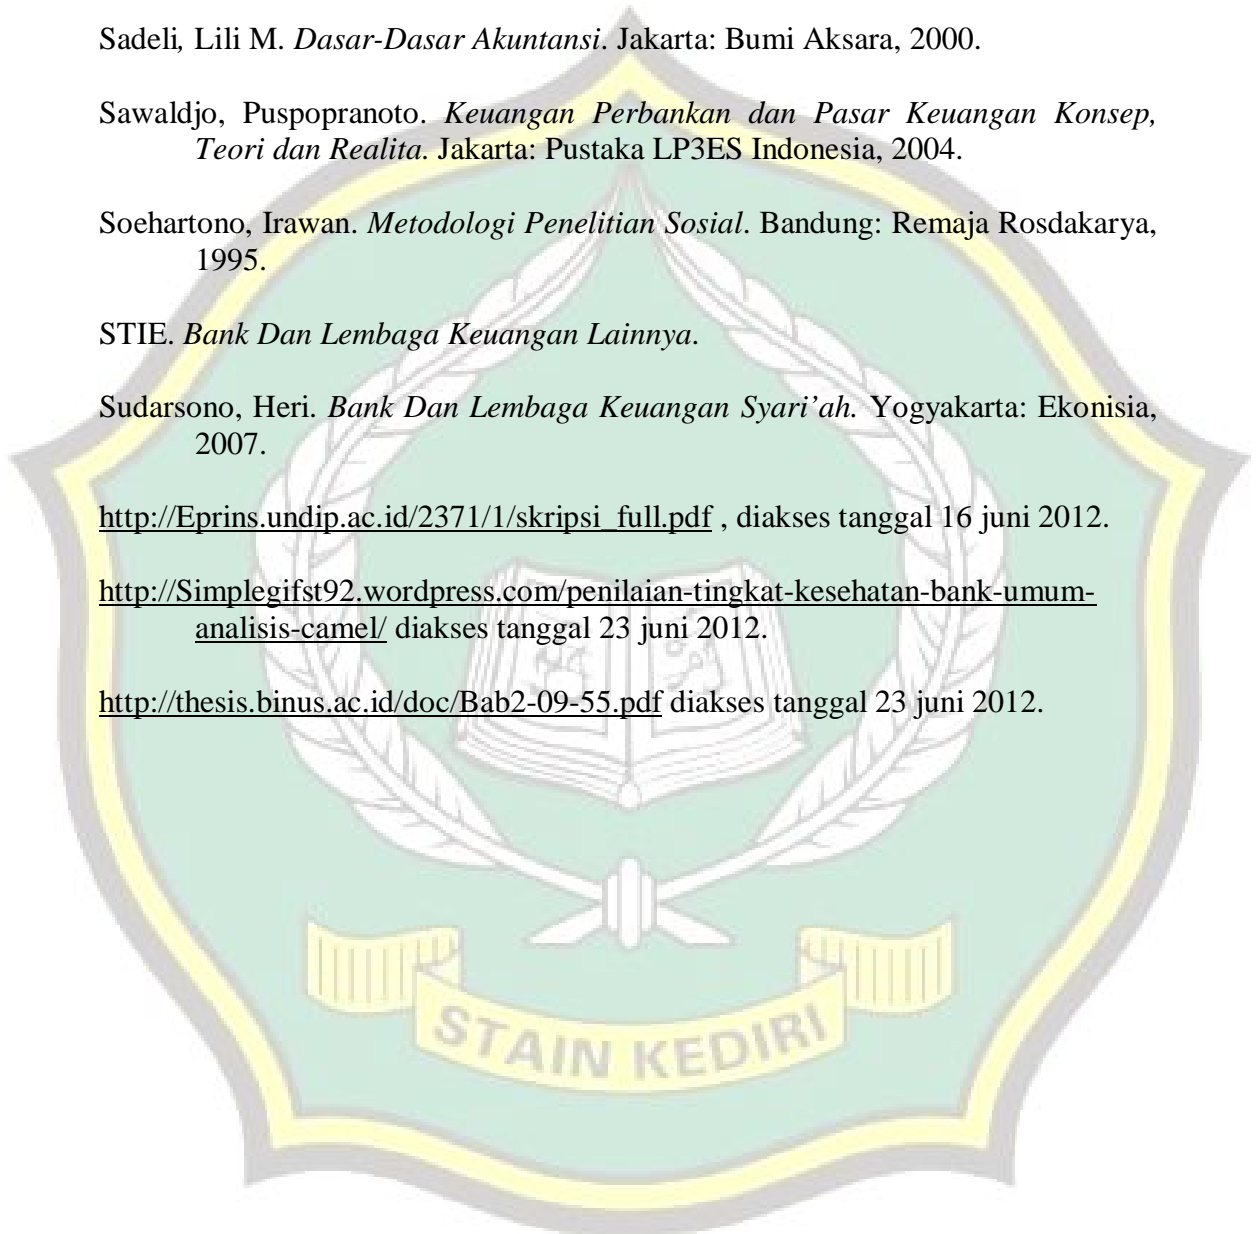 Sadeli, Lili M. Dasar-Dasar Akuntansi. Jakarta: Bumi Aksara, 2000.
Sawaldjo, Puspopranoto. Keuangan Perbankan dan Pasar Keuangan Konsep,
Teori dan Realita. Jakarta: Pustaka LP3ES Indonesia, 2004.
Soehartono, Irawan. Metodologi Penelitian Sosial. Bandung: Remaja Rosdakarya,
1995.
STIE. Bank Dan Lembaga Keuangan Lainnya.
Sudarsono, Heri. Bank Dan Lembaga Keuangan Syari’ah. Yogyakarta: Ekonisia,
2007.
http://Eprins.undip.ac.id/2371/1/skripsi_full.pdf , diakses tanggal 16 juni 2012.
http://Simplegifst92.wordpress.com/penilaian-tingkat-kesehatan-bank-umum-
analisis-camel/ diakses tanggal 23 juni 2012.
http://thesis.binus.ac.id/doc/Bab2-09-55.pdf diakses tanggal 23 juni 2012.
STAIN KEDIRI